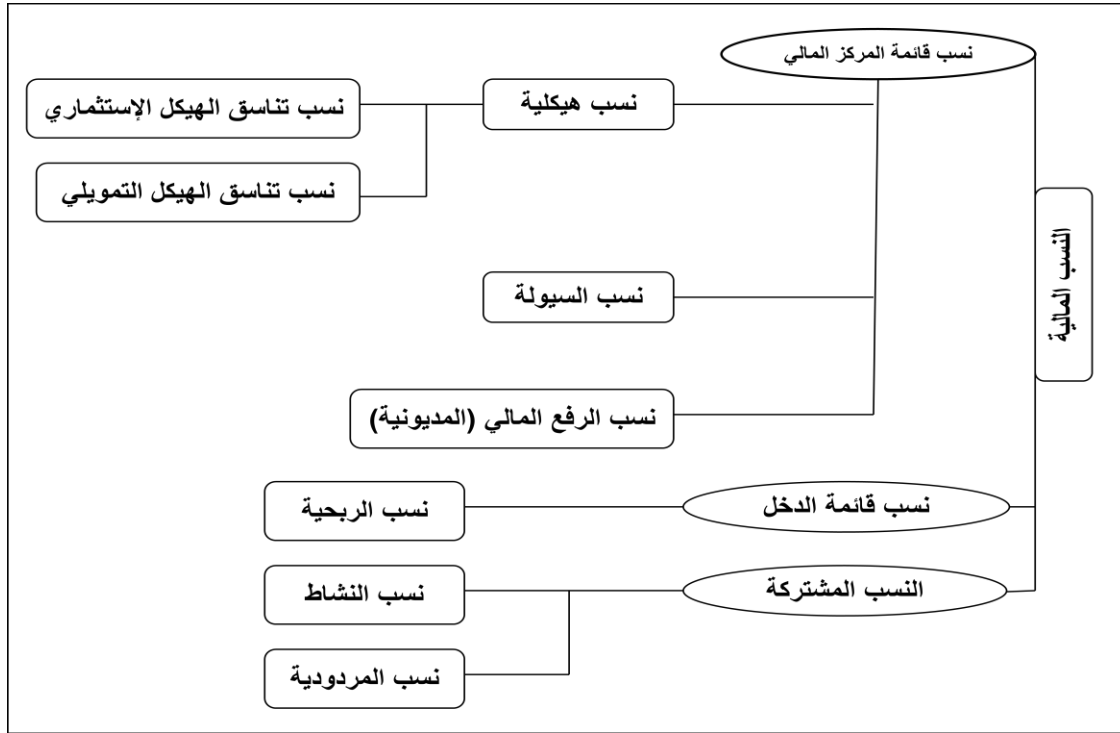 نسب قائمة المركز المالي
نسب هيكلية
نسب تناسق الهيكل الإستثماري
نسب تناسق الهيكل التمويلي
النسب المالية
نسب السيولة
نسب الرفع المالي (المديونية)
نسب قائمة الدخل
نسب الربحية
النسب المشتركة
نسب النشاط
نسب المردودية